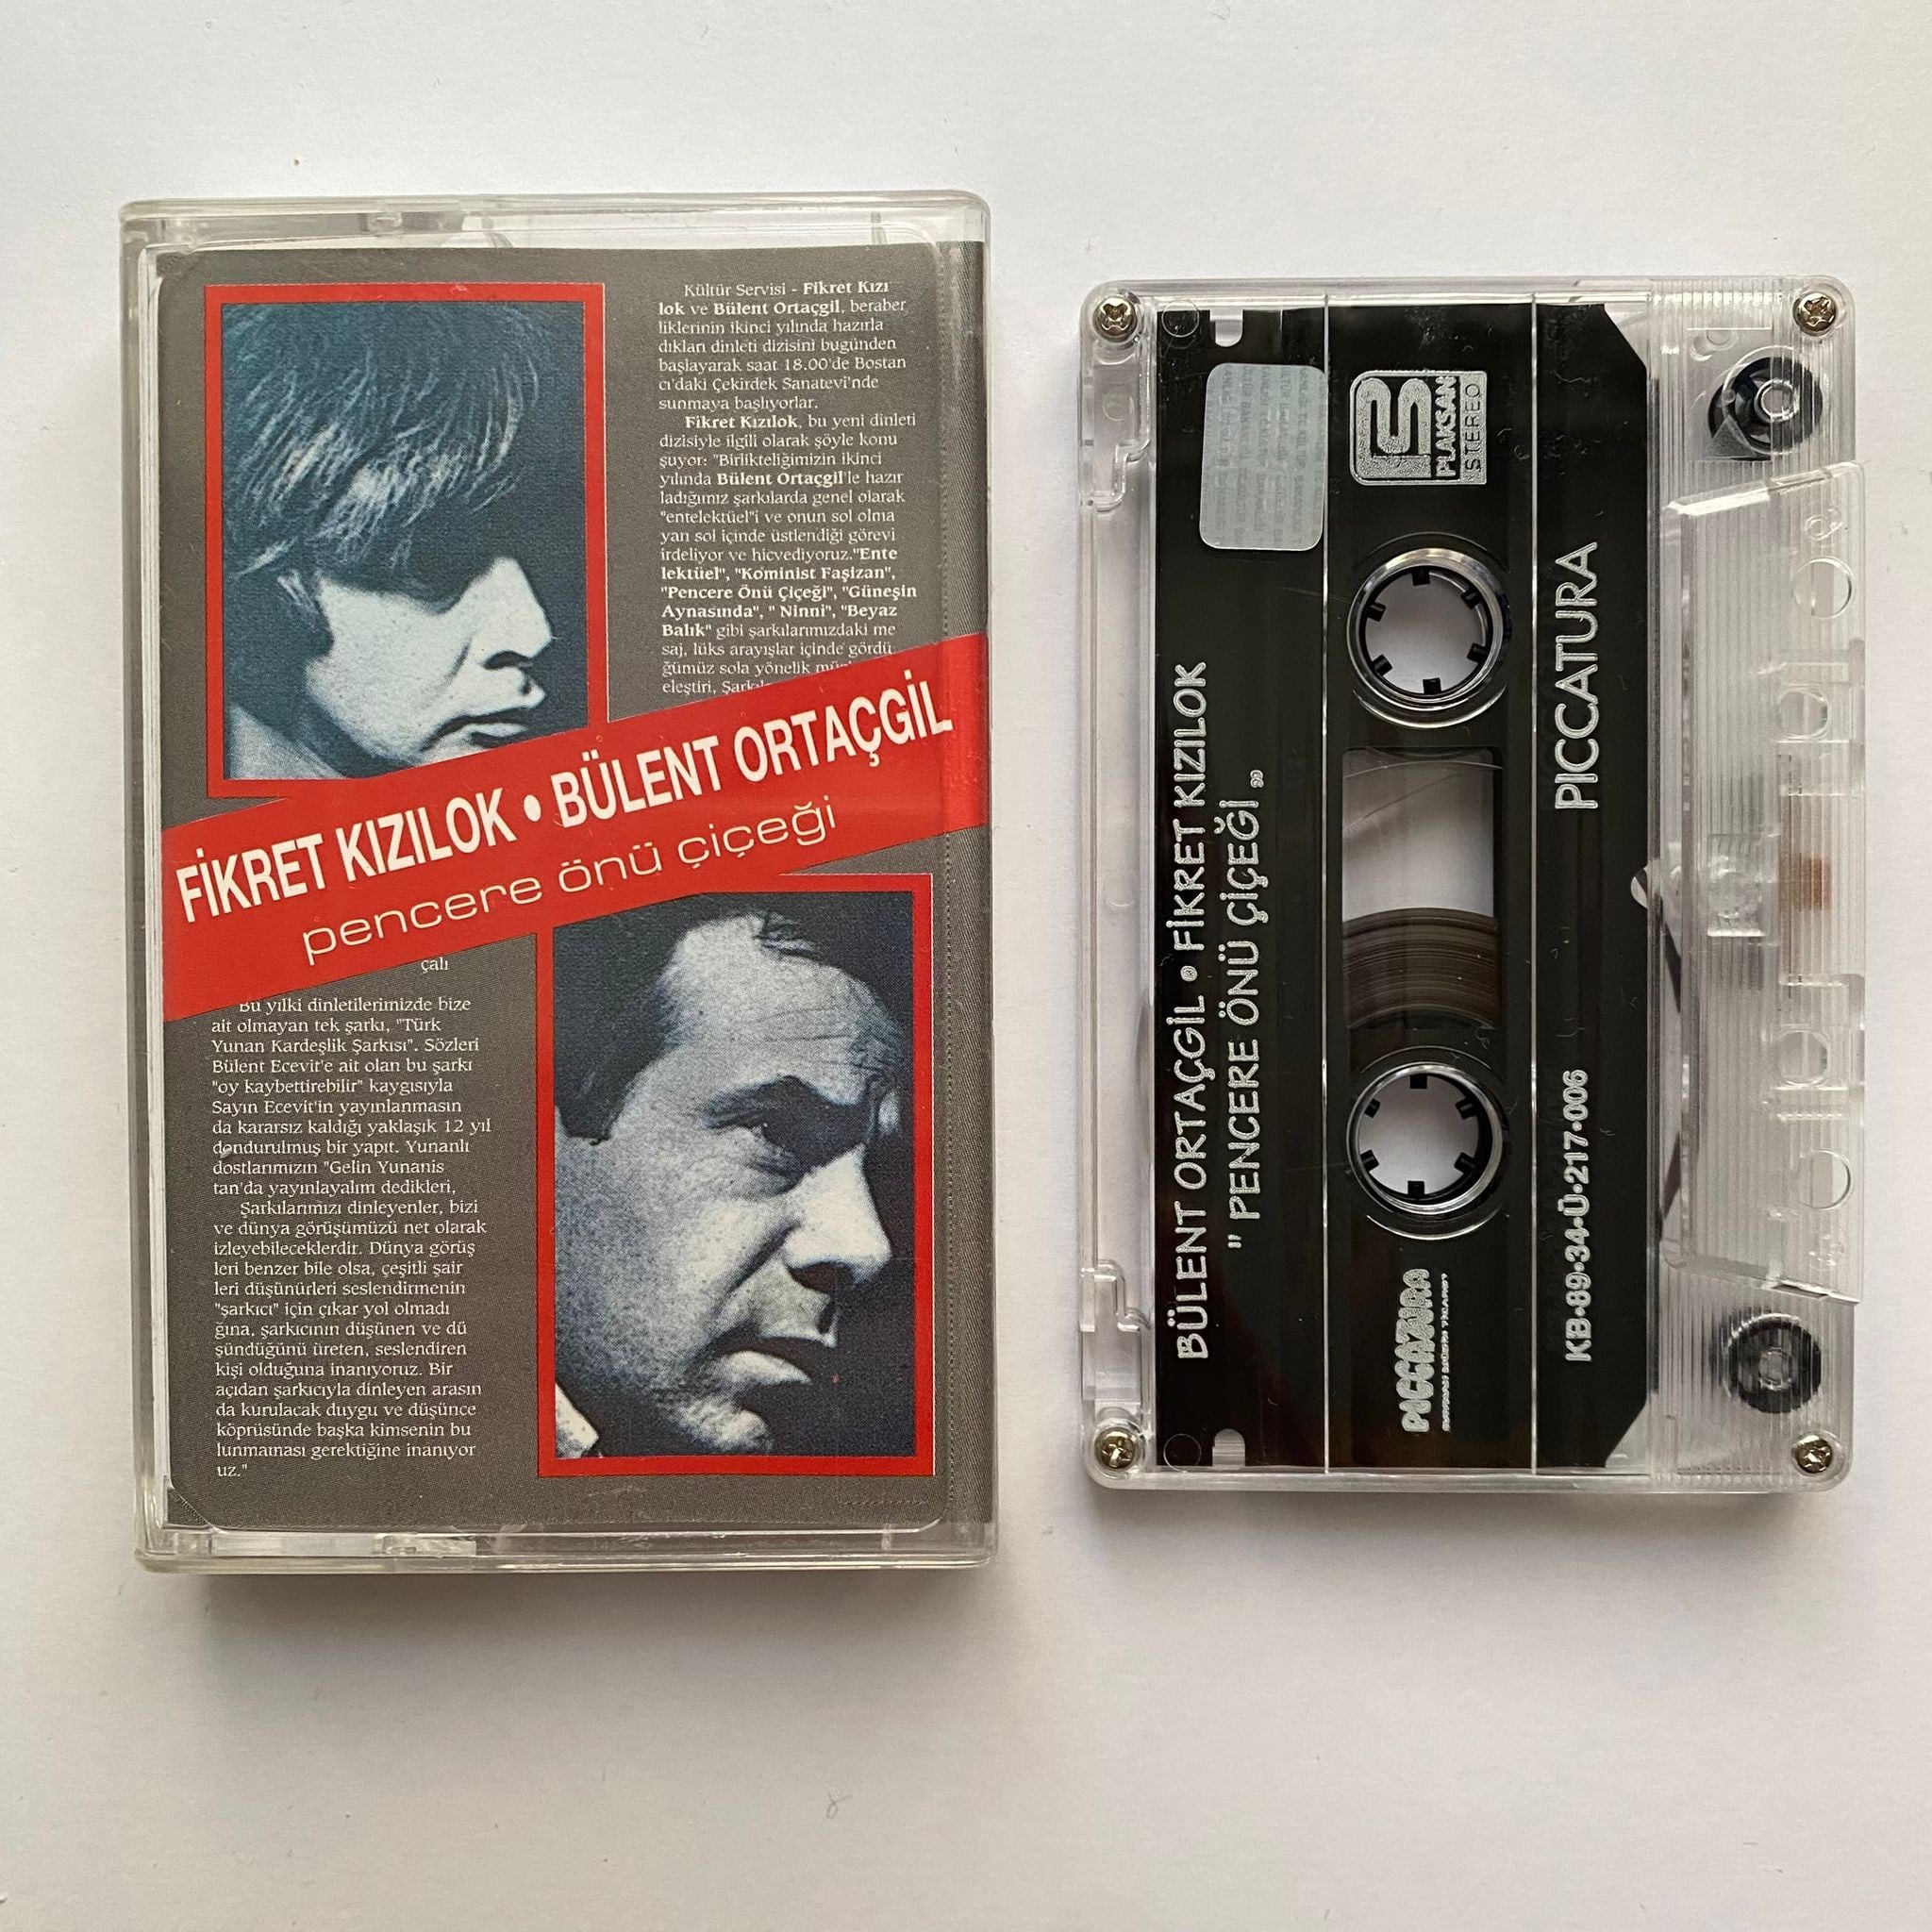 Kültür Servisi - Fikret Kızı
lok ve Bülent Ortaçgil, beraber
liklerinin ikinci yılında hazırla
dıkları dinleti dizisini bugünden
başlayarak saat 18.00'de Bostan
cı'daki Çekirdek Sanatevi'nde
sunmaya başlıyorlar.
Fikret Kızılok, bu yeni dinleti
dizisiyle ilgili olarak şöyle konu
şuyor: "Birlikteliğimizin ikinci
yılında Bülent Ortaçgil'le hazır
ladığımız şarkılarda genel olarak
"entelektüel"i ve onun sol olma
yan sol içinde üstlendiği görevi
irdeliyor ve hicvediyoruz."Ente
lektüel", "Kominist Faşizan",
"Pencere Önü Çiçeği", "Güneşin
Aynasında", " Ninni", "Beyaz
Balık" gibi şarkılarımızdaki me
saj, lüks arayışlar içinde gördü
ğümüz sola yönelik
eleştiri,
FİKRET KIZILOK • BÜLENT ORTAÇGİL
pencere önü çiçeği
çalı
Bu yılki dinletilerimizde bize
ait olmayan tek şarkı, "Türk
Yunan Kardeşlik Şarkısı". Sözleri
Bülent Ecevit'e ait olan bu şarkı
"oy kaybettirebilir" kaygısıyla
Sayın Ecevit'in yayınlanmasın
da kararsız kaldığı yaklaşık 12 yıl
dondurulmuş bir yapıt. Yunanlı
dostlarımızın "Gelin Yunanis
tan'da yayınlayalım dedikleri,
Şarkılarımızı dinleyenler, bizi
ve dünya görüşümüzü net olarak
izleyebileceklerdir. Dünya görüş
leri benzer bile olsa, çeşitli şair
leri düşünürleri seslendirmenin
"şarkıcı" için çıkar yol olmadı
ğına, şarkıcının düşünen ve dü
şündüğünü üreten, seslendiren
kişi olduğuna inanıyoruz. Bir
açıdan şarkıcıyla dinleyen arasın
da kurulacak duygu ve düşünce
köprüsünde başka kimsenin bu
lunmaması gerektiğine inanıyor
uz."
BÜLENT ORTAÇGİL • FİKRET KIZILOK
" PENCERE ÖNÜ ÇİÇEĞİ „
PLAKSAN
STEREO
PICCATURA
PICCATURA
KB•89•34•Ü•217•006